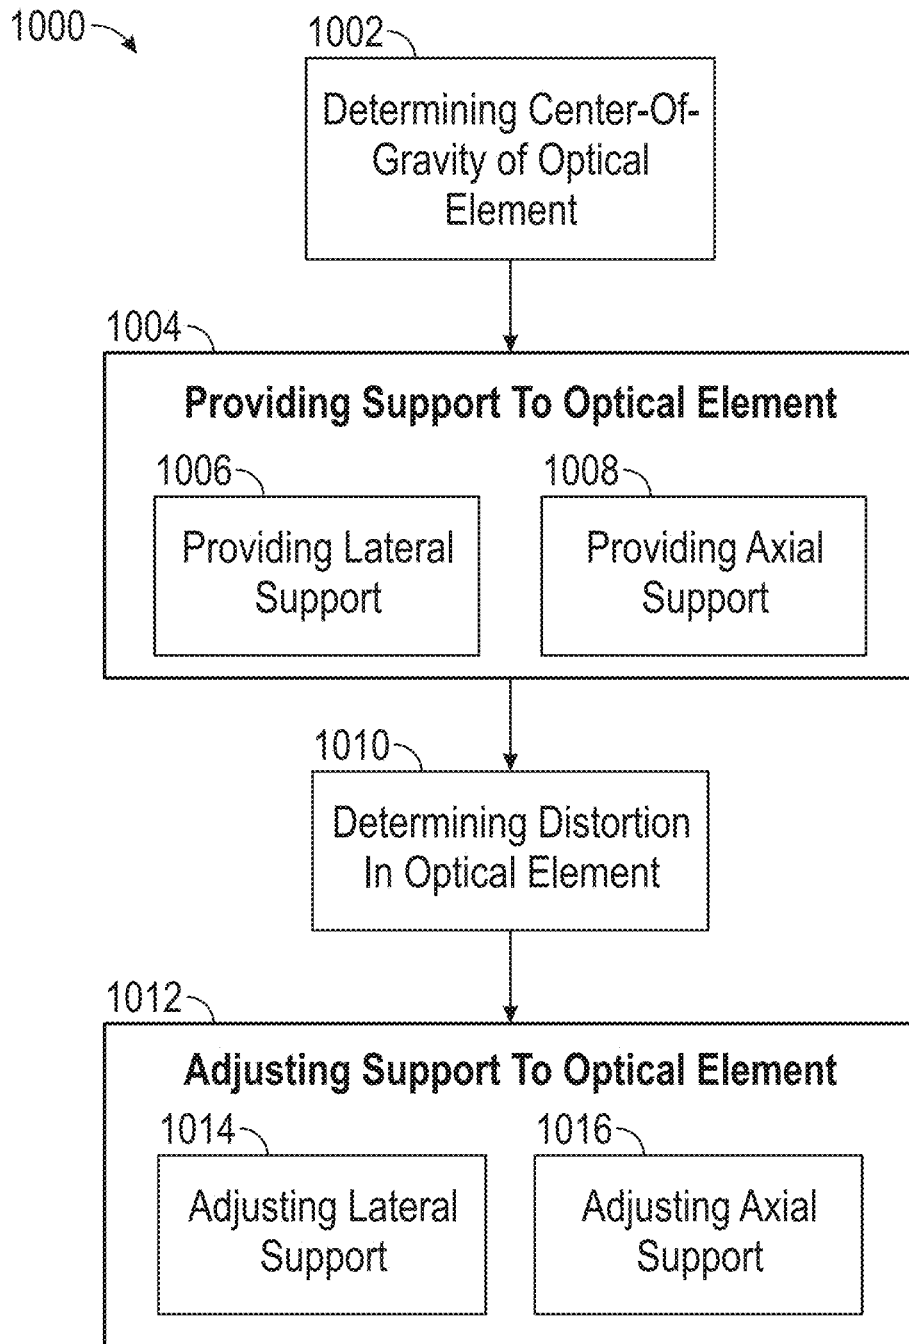 1000
1002
Determining Center-Of-
Gravity of Optical
Element
1004
Providing Support To Optical Element
1006
Providing Lateral
Support
1008
Providing Axial
Support
1010
Determining Distortion
In Optical Element
1012
Adjusting Support To Optical Element
1014
Adjusting Lateral
Support
1016
Adjusting Axial
Support